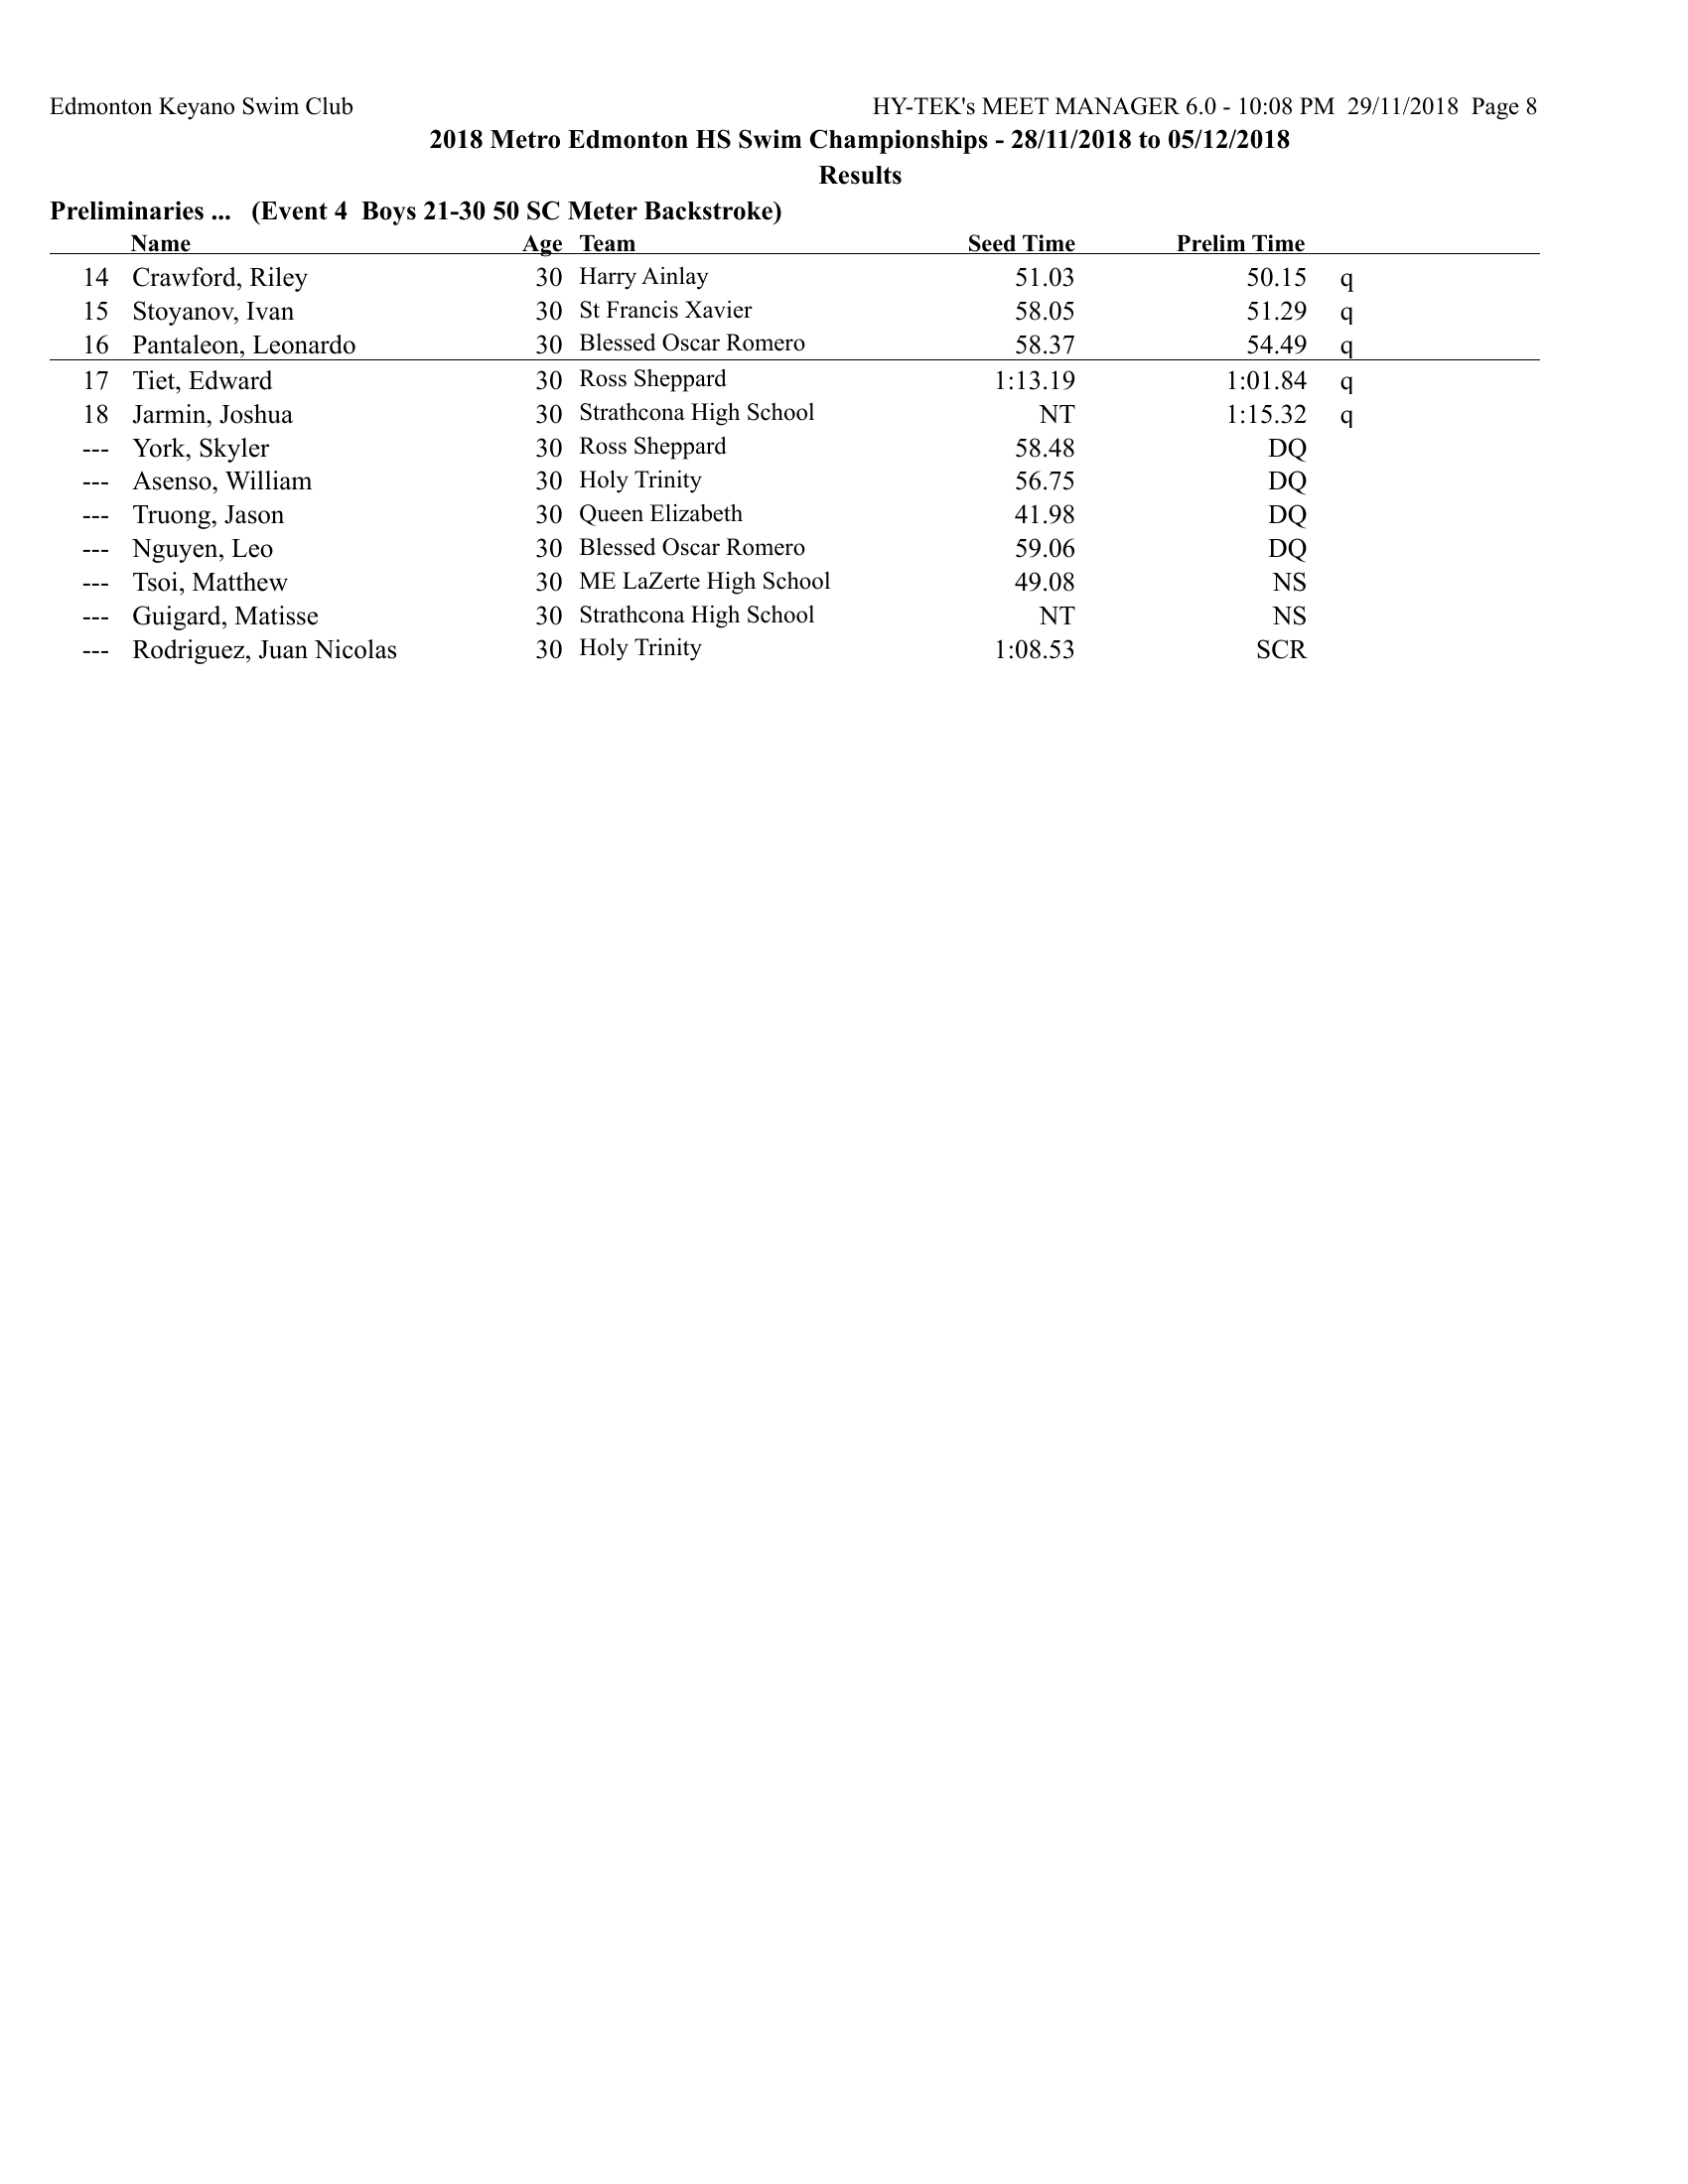 Edmonton Keyano Swim Club HY-TEK's MEET MANAGER 6.0 - 10:08 PM 29/11/2018 Page 8
2018 Metro Edmonton HS Swim Championships - 28/11/2018 to 05/12/2018
Results
Preliminaries ... (Event 4 Boys 21-30 50 SC Meter Backstroke)
Name Age Team Seed Time Prelim Time
14 Crawford, Riley 30 Harry Ainlay 51.03 50.15 q
15 Stoyanov, Ivan 30 St Francis Xavier 58.05 51.29 q
16 Pantaleon, Leonardo 30 Blessed Oscar Romero 58.37 54.49 q
17 Tiet, Edward 30 Ross Sheppard 1:13.19 1:01.84 q
18 Jarmin, Joshua 30 Strathcona High School NT 1:15.32 q
--- York, Skyler 30 Ross Sheppard 58.48 DQ
--- Asenso, William 30 Holy Trinity 56.75 DQ
--- Truong, Jason 30 Queen Elizabeth 41.98 DQ
--- Nguyen, Leo 30 Blessed Oscar Romero 59.06 DQ
--- Tsoi, Matthew 30 ME LaZerte High School 49.08 NS
--- Guigard, Matisse 30 Strathcona High School NT NS
--- Rodriguez, Juan Nicolas 30 Holy Trinity 1:08.53 SCR